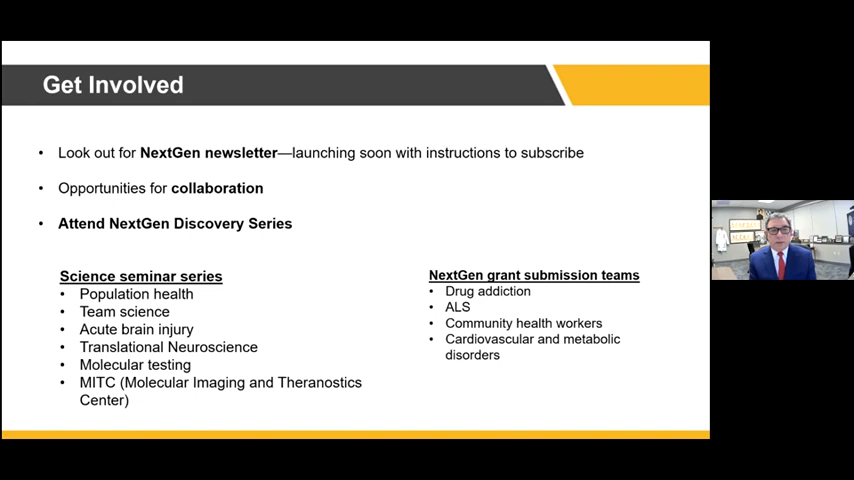 Get Involved
• Look out for NextGen newsletter—launching soon with instructions to subscribe
• Opportunities for collaboration
• Attend NextGen Discovery Series
Science seminar series
• Population health
• Team science
• Acute brain injury
• Translational Neuroscience
• Molecular testing
• MITC (Molecular Imaging and Theranostics
Center)
NextGen grant submission teams
• Drug addiction
• ALS
• Community health workers
• Cardiovascular and metabolic
disorders